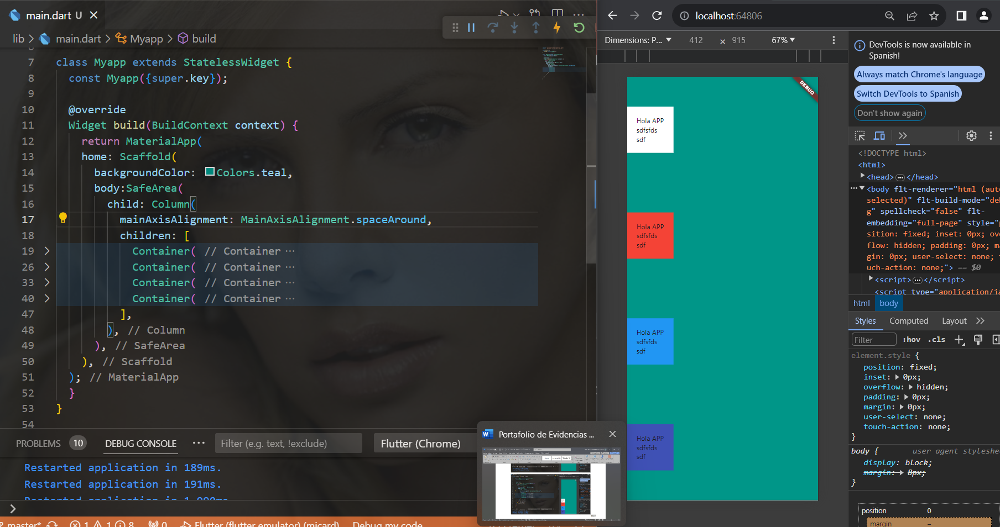 main.dart U
lib > main.dart > Myapp > build
7 class Myapp extends StatelessWidget {
8 const Myapp({super.key});
9
10 @override
11 Widget build(BuildContext context) {
12 return MaterialApp(
13 home: Scaffold(
14 backgroundColor: Colors.teal,
15 body:SafeArea(
16 child: Column(
17 mainAxisAlignment: MainAxisAlignment.spaceAround,
18 children: [
19 Container( // Container ···
26 Container( // Container ···
33 Container( // Container ···
40 Container( // Container ···
47 ],
48 ), // Column
49 ), // SafeArea
50 ), // Scaffold
51 ); // MaterialApp
52 }
53 }
54
PROBLEMS 10 DEBUG CONSOLE ··· Filter (e.g. text, !exclude) Flutter (Chrome)
Restarted application in 189ms.
Restarted application in 191ms.
Restarted application in
master* 1 1 8 0 Flutter (flutter emulator) (micard) Debug my code
Portafolio de Evidencias ...
localhost:64806
Dimensions: P... 412 × 915 67%
DEBUG
Hola APP
sdfsfds
sdf
Hola APP
sdfsfds
sdf
Hola APP
sdfsfds
sdf
Hola APP
sdfsfds
sdf
DevTools is now available in
Spanish!
Always match Chrome's language
Switch DevTools to Spanish
Don't show again
<!DOCTYPE html>
<html>
<head> ··· </head>
··· <body flt-renderer="html (auto
selected)" flt-build-mode="de
g" spellcheck="false" flt-
embedding="full-page" style="p
sition: fixed; inset: 0px; ov
flow: hidden; padding: 0px; m
gin: 0px; user-select: none;
uch-action: none;"> == $0
<script> ··· </script>
<script type="application/ja
html body
Styles Computed Layout
Filter :hov .cls
element.style {
position: fixed;
inset: 0px;
overflow: hidden;
padding: 0px;
margin: 0px;
user-select: none;
touch-action: none;
}
body { user agent styleshe
display: block;
margin: 8px;
}
position 0
margin –